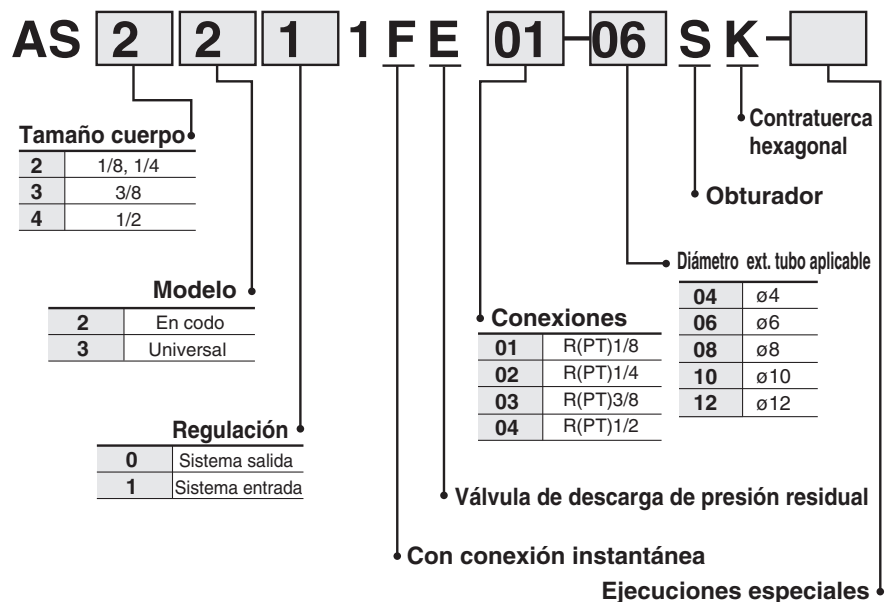 AS 2 2 1 1 F E 01-06 S K-
Contratuerca
hexagonal
Tamaño cuerpo
2 1/8, 1/4
3 3/8
4 1/2
Obturador
Diámetro ext. tubo aplicable
04 ø4
06 ø6
08 ø8
10 ø10
12 ø12
Modelo
2 En codo
3 Universal
Conexiones
01 R(PT)1/8
02 R(PT)1/4
03 R(PT)3/8
04 R(PT)1/2
Regulación
0 Sistema salida
1 Sistema entrada
Válvula de descarga de presión residual
Con conexión instantánea
Ejecuciones especiales